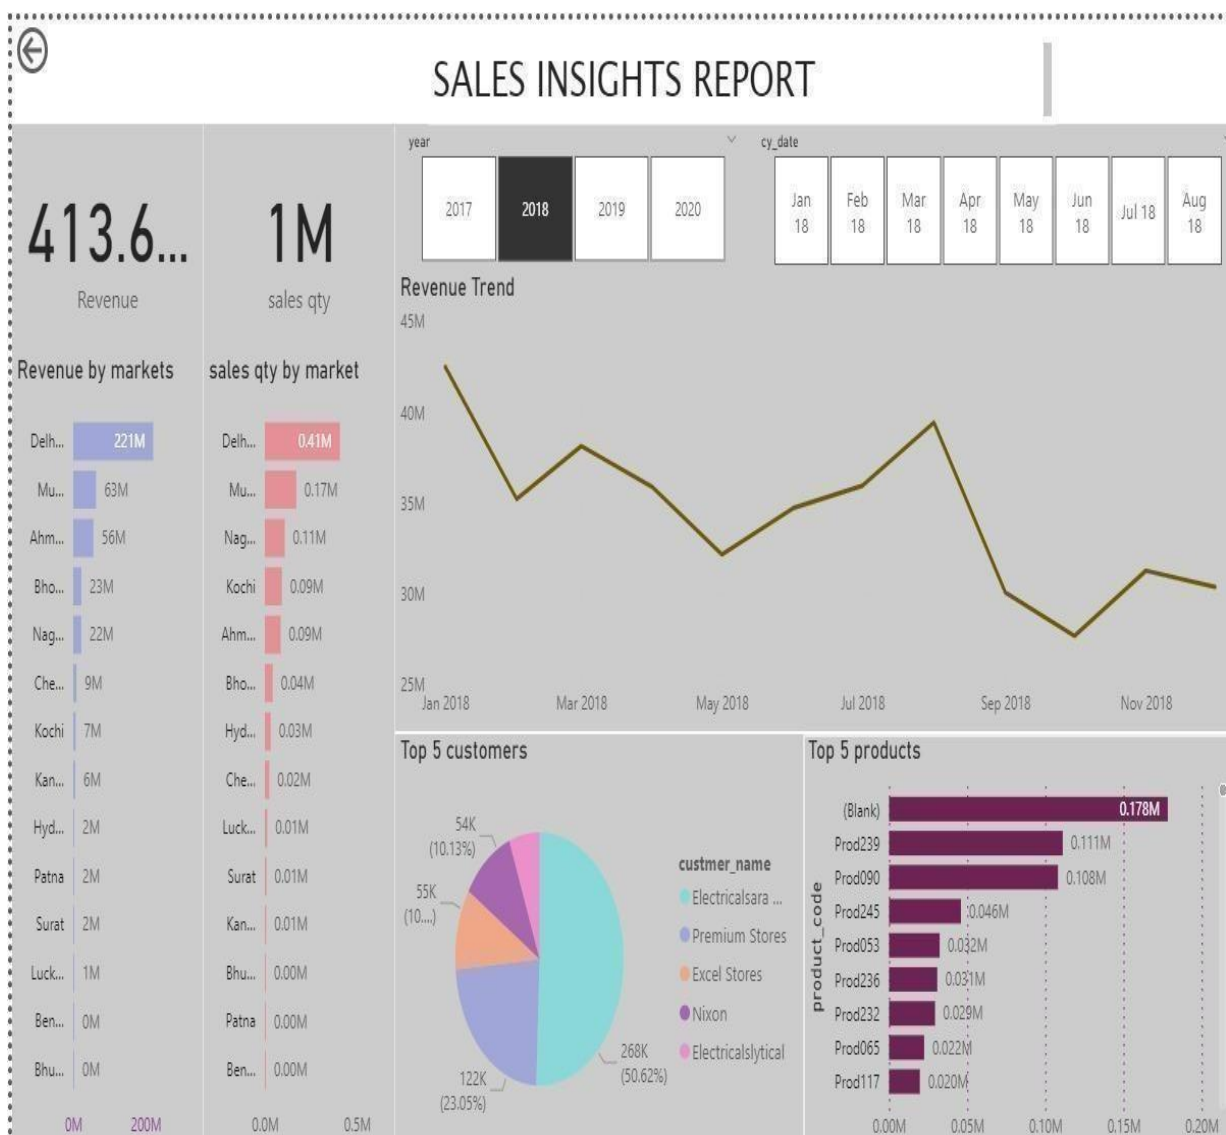 SALES INSIGHTS REPORT
413.6...
Revenue
1M
sales qty
year
2017
2018
2019
2020
cy_date
Jan
18
Feb
18
Mar
18
Apr
18
May
18
Jun
18
Jul 18
Aug
18
Revenue by markets
Delh... 221M
Mu... 63M
Ahm... 56M
Bho... 23M
Nag... 22M
Che... 9M
Kochi 7M
Kan... 6M
Hyd... 2M
Patna 2M
Surat 2M
Luck... 1M
Ben... 0M
Bhu... 0M
0M 200M
sales qty by market
Delh... 0.41M
Mu... 0.17M
Nag... 0.11M
Kochi 0.09M
Ahm... 0.09M
Bho... 0.04M
Hyd... 0.03M
Che... 0.02M
Luck... 0.01M
Surat 0.01M
Kan... 0.01M
Bhu... 0.00M
Patna 0.00M
Ben... 0.00M
0.0M 0.5M
Revenue Trend
45M
40M
35M
30M
25M
Jan 2018 Mar 2018 May 2018 Jul 2018 Sep 2018 Nov 2018
Top 5 customers
54K
(10.13%)
55K
(10....)
122K
(23.05%)
268K
(50.62%)
custmer_name
Electricalsara ...
Premium Stores
Excel Stores
Nixon
Electricalslytical
Top 5 products
product_code
(Blank) 0.178M
Prod239 0.111M
Prod090 0.108M
Prod245 0.046M
Prod053 0.032M
Prod236 0.031M
Prod232 0.029M
Prod065 0.022M
Prod117 0.020M
0.00M 0.05M 0.10M 0.15M 0.20M